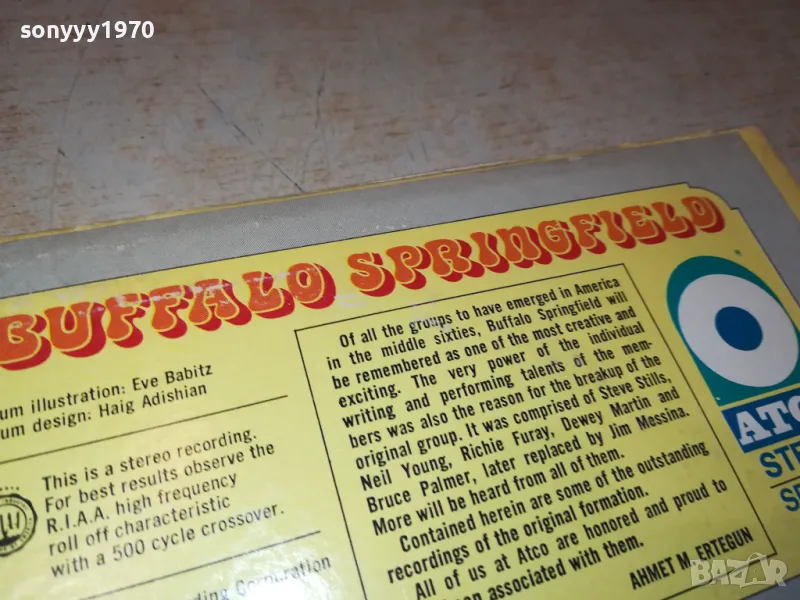 sonyyy1970
BUFFALO SPRINGFIELD
um illustration: Eve Babitz
um design: Haig Adishian
This is a stereo recording.
For best results observe the
R.I.A.A. high frequency
roll off characteristic
with a 500 cycle crossover.
ding Corporation
Of all the groups to have emerged in America
in the middle sixties, Buffalo Springfield will
be remembered as one of the most creative and
exciting. The very power of the individual
writing and performing talents of the mem-
bers was also the reason for the breakup of the
original group. It was comprised of Steve Stills,
Neil Young, Richie Furay, Dewey Martin and
Bruce Palmer, later replaced by Jim Messina.
More will be heard from all of them.
Contained herein are some of the outstanding
recordings of the original formation.
All of us at Atco are honored and proud to
een associated with them.
AHMET M. ERTEGUN
ATC
STE
SD
BAZAR.bg